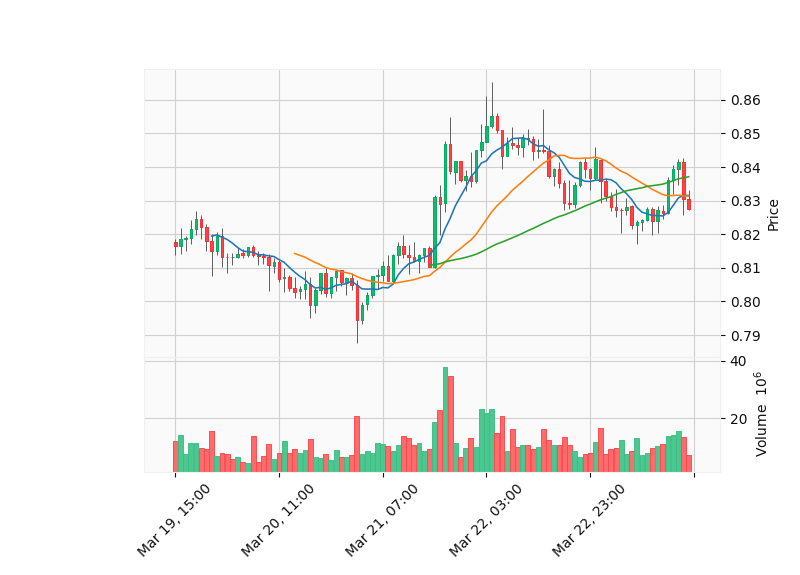 0.86
0.85
0.84
0.83
0.82
0.81
0.80
0.79
Price
40
20
Volume 10^6
Mar 19, 15:00
Mar 20, 11:00
Mar 21, 07:00
Mar 22, 03:00
Mar 22, 23:00